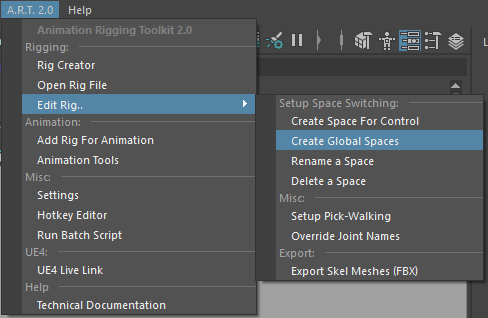 A.R.T. 2.0 Help
Animation Rigging Toolkit 2.0
Rigging:
Rig Creator
Open Rig File
Edit Rig..
Setup Space Switching:
Create Space For Control
Create Global Spaces
Rename a Space
Delete a Space
Misc:
Setup Pick-Walking
Override Joint Names
Export:
Export Skel Meshes (FBX)
Animation:
Add Rig For Animation
Animation Tools
Misc:
Settings
Hotkey Editor
Run Batch Script
UE4:
UE4 Live Link
Help
Technical Documentation